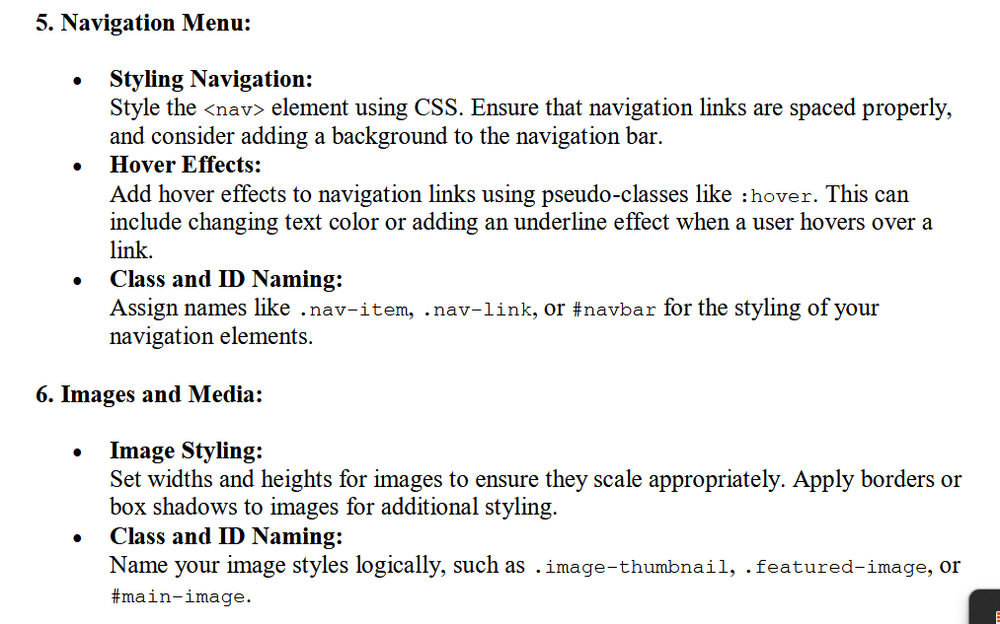 5. Navigation Menu:
• Styling Navigation:
Style the <nav> element using CSS. Ensure that navigation links are spaced properly,
and consider adding a background to the navigation bar.
• Hover Effects:
Add hover effects to navigation links using pseudo-classes like :hover. This can
include changing text color or adding an underline effect when a user hovers over a
link.
• Class and ID Naming:
Assign names like .nav-item, .nav-link, or #navbar for the styling of your
navigation elements.
6. Images and Media:
• Image Styling:
Set widths and heights for images to ensure they scale appropriately. Apply borders or
box shadows to images for additional styling.
• Class and ID Naming:
Name your image styles logically, such as .image-thumbnail, .featured-image, or
#main-image.